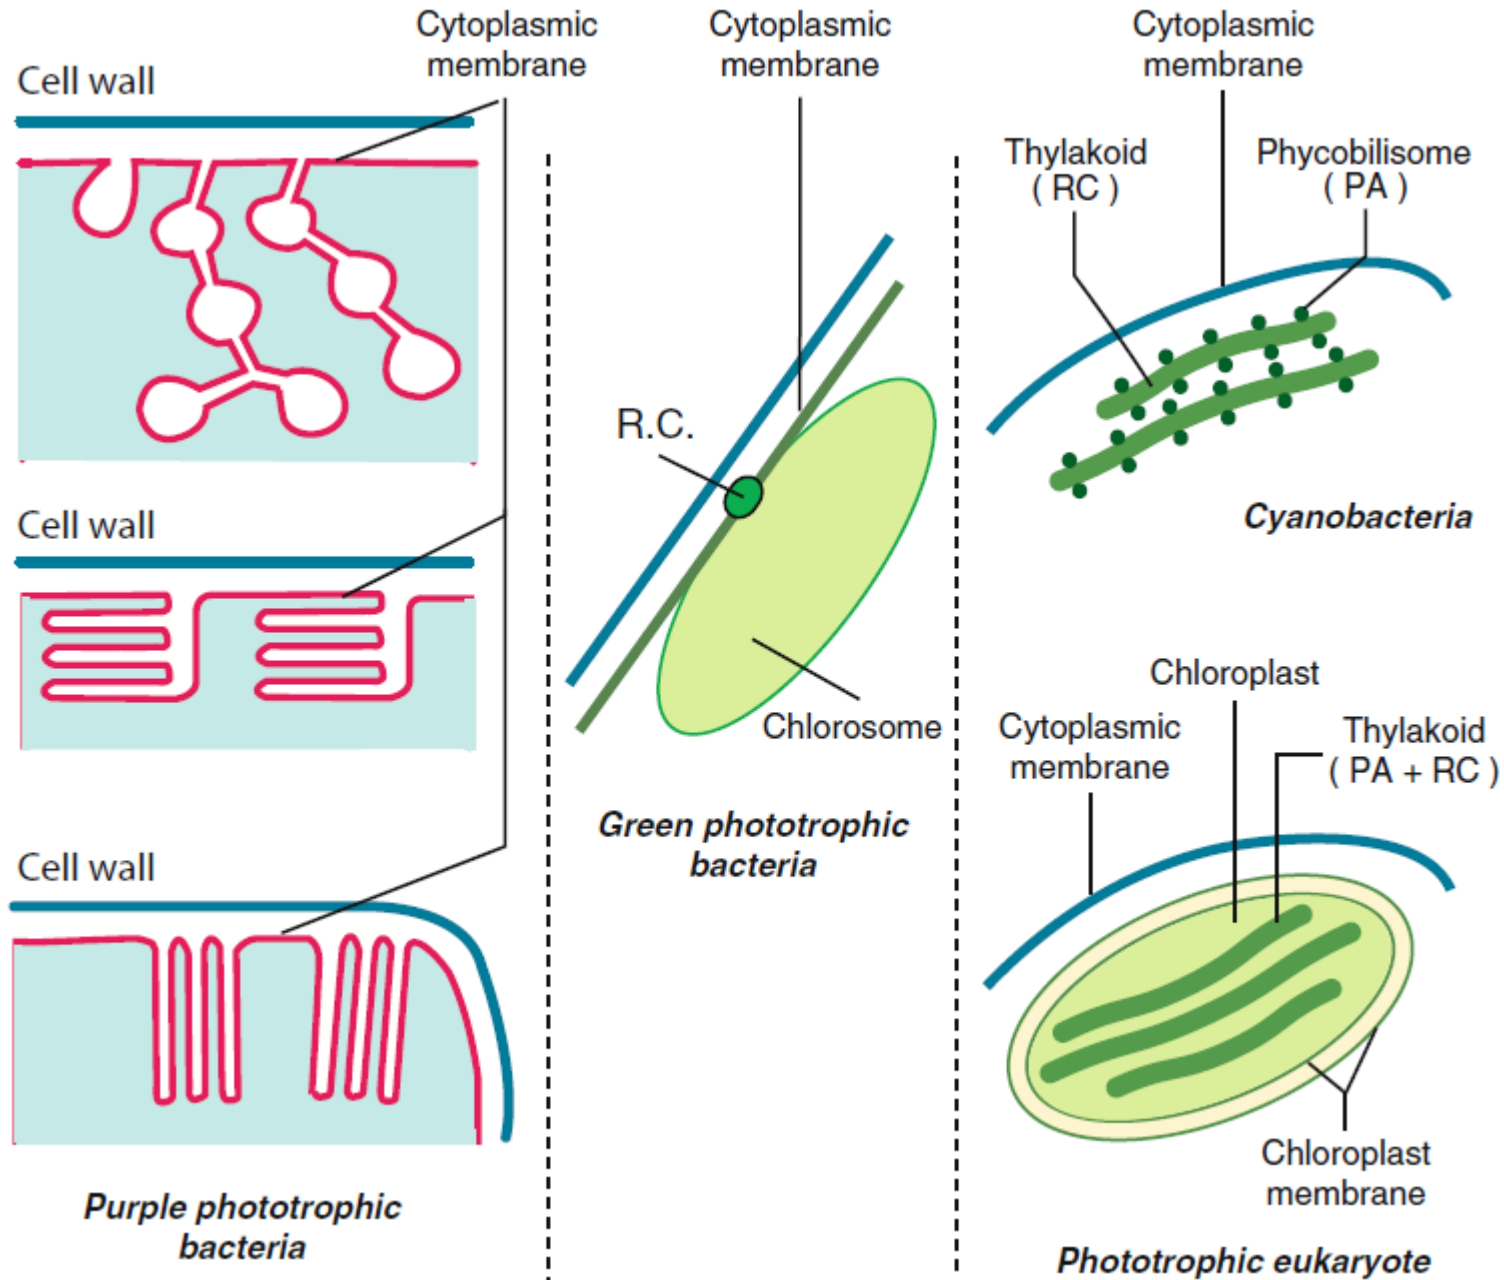 Cytoplasmic
membrane
Cell wall
Cell wall
Cell wall
Purple phototrophic
bacteria
Cytoplasmic
membrane
R.C.
Chlorosome
Green phototrophic
bacteria
Cytoplasmic
membrane
Thylakoid
( RC )
Phycobilisome
( PA )
Cyanobacteria
Chloroplast
Cytoplasmic
membrane
Thylakoid
( PA + RC )
Chloroplast
membrane
Phototrophic eukaryote